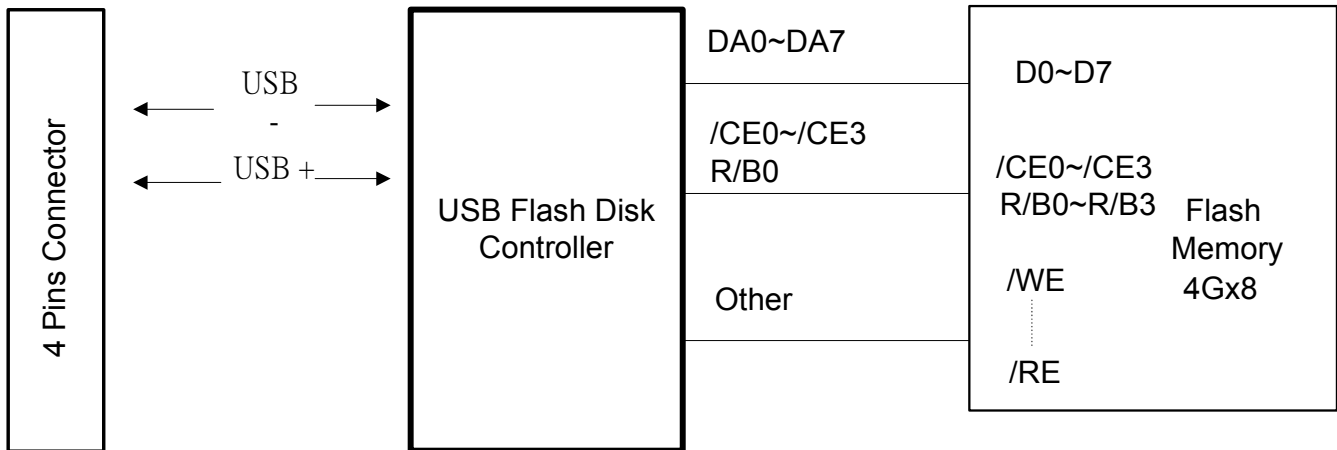 4 Pins Connector
USB
-
USB +
USB Flash Disk
Controller
DA0~DA7
/CE0~/CE3
R/B0
Other
D0~D7
/CE0~/CE3
R/B0~R/B3
/WE
/RE
Flash
Memory
4Gx8